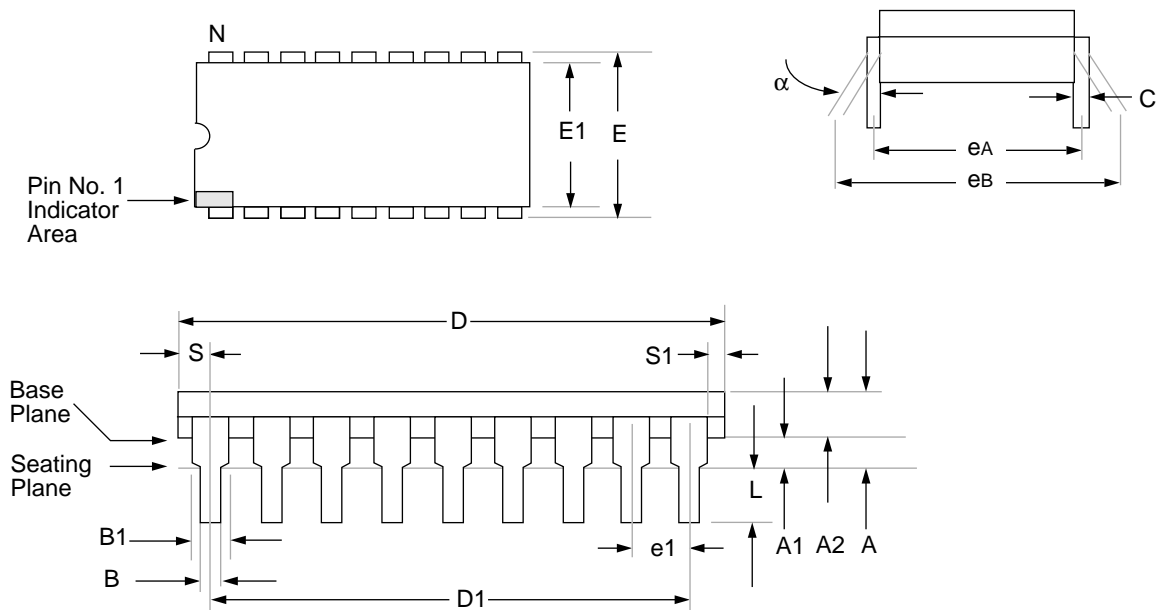 N
E1
E
Pin No. 1
Indicator
Area
α
C
eA
eB
D
S
S1
Base
Plane
Seating
Plane
L
B1
B
e1
A1
A2
A
D1